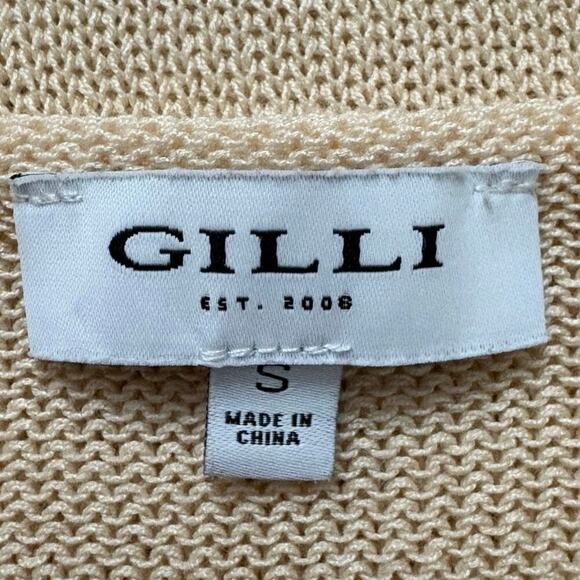 GILLI
EST. 2008
S
MADE IN
CHINA